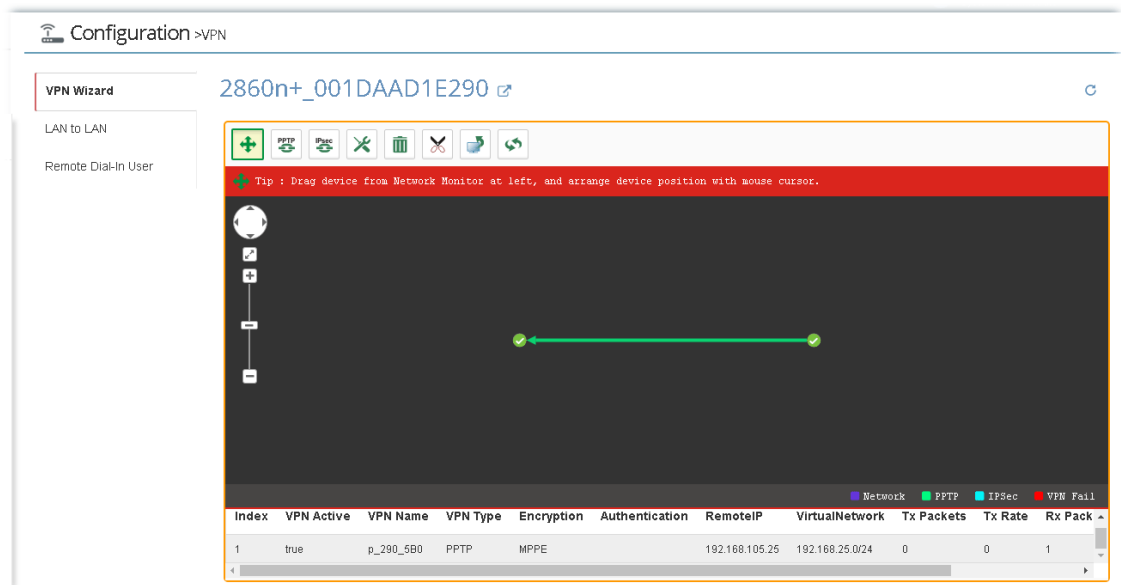 Configuration >VPN
VPN Wizard
LAN to LAN
Remote Dial-In User
2860n+_001DAAD1E290
PPTP IPsec
Tip : Drag device from Network Monitor at left, and arrange device position with mouse cursor.
Network PPTP IPSec VPN Fail
Index VPN Active VPN Name VPN Type Encryption Authentication RemoteIP VirtualNetwork Tx Packets Tx Rate Rx Pack
1 true p_290_5B0 PPTP MPPE 192.168.105.25 192.168.25.0/24 0 0 1